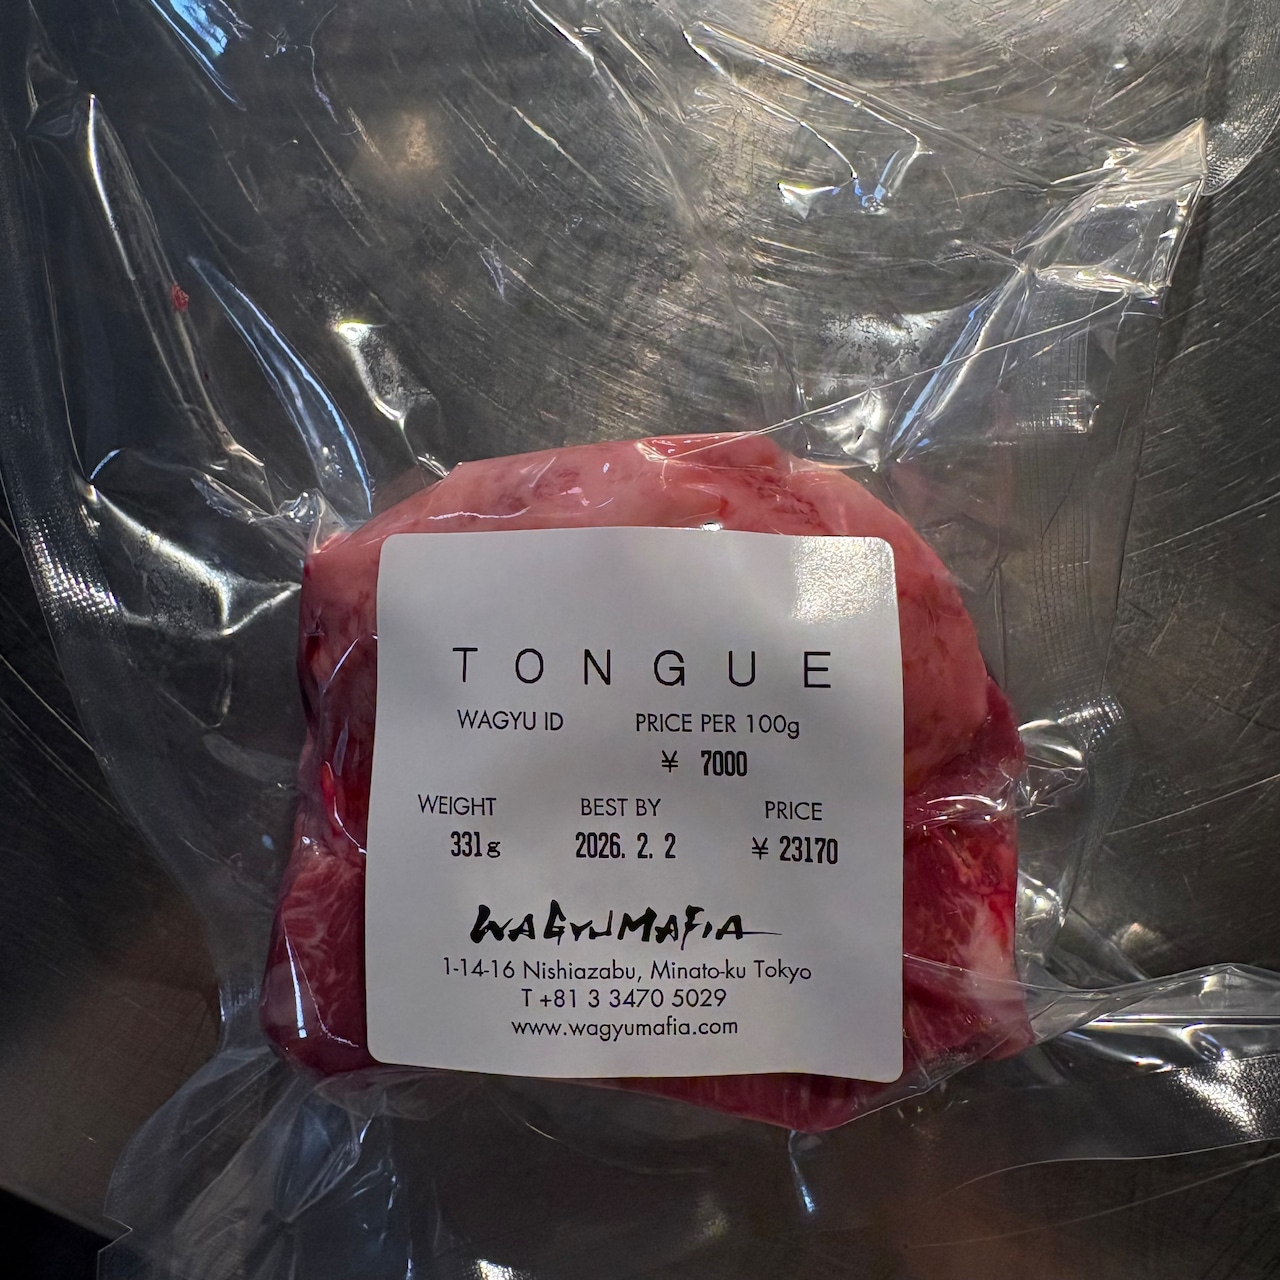 TONGUE
WAGYU ID PRICE PER 100g
¥ 7000
WEIGHT BEST BY PRICE
331g 2026. 2. 2 ¥ 23170
WAGYUMAFIA
1-14-16 Nishiazabu, Minato-ku Tokyo
T +81 3 3470 5029
www.wagyumafia.com